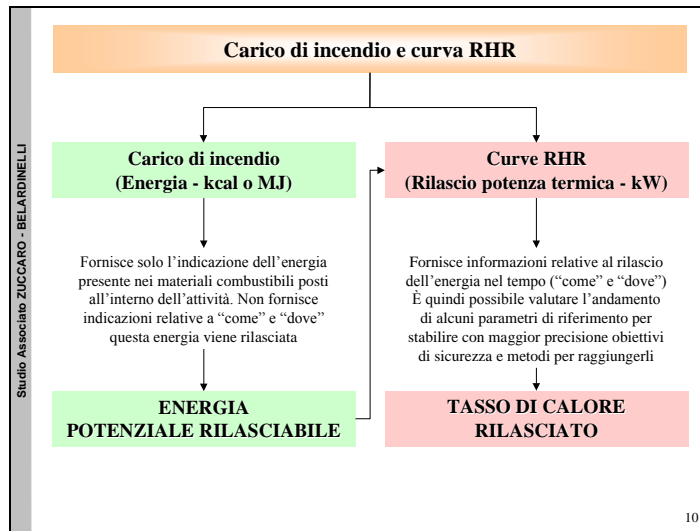 Carico di incendio e curva RHR
Studio Associato ZUCCARO - BELARDINELLI
Carico di incendio
(Energia - kcal o MJ)
Fornisce solo l'indicazione dell'energia
presente nei materiali combustibili posti
all'interno dell'attività. Non fornisce
indicazioni relative a “come” e “dove”
questa energia viene rilasciata
ENERGIA
POTENZIALE RILASCIABILE
Curve RHR
(Rilascio potenza termica - kW)
Fornisce informazioni relative al rilascio
dell'energia nel tempo (“come” e “dove”)
È quindi possibile valutare l'andamento
di alcuni parametri di riferimento per
stabilire con maggior precisione obiettivi
di sicurezza e metodi per raggiungerli
TASSO DI CALORE
RILASCIATO
10